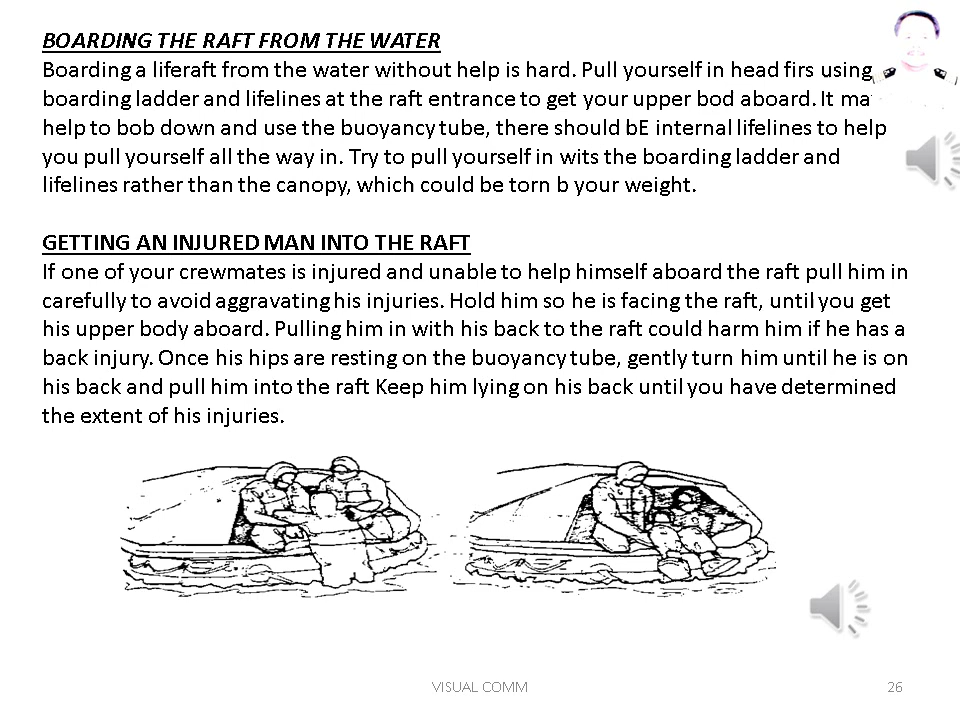 BOARDING THE RAFT FROM THE WATER
Boarding a liferaft from the water without help is hard. Pull yourself in head firs using
boarding ladder and lifelines at the raft entrance to get your upper bod aboard. It ma
help to bob down and use the buoyancy tube, there should bE internal lifelines to help
you pull yourself all the way in. Try to pull yourself in wits the boarding ladder and
lifelines rather than the canopy, which could be torn b your weight.
GETTING AN INJURED MAN INTO THE RAFT
If one of your crewmates is injured and unable to help himself aboard the raft pull him in
carefully to avoid aggravating his injuries. Hold him so he is facing the raft, until you get
his upper body aboard. Pulling him in with his back to the raft could harm him if he has a
back injury. Once his hips are resting on the buoyancy tube, gently turn him until he is on
his back and pull him into the raft Keep him lying on his back until you have determined
the extent of his injuries.
VISUAL COMM
26